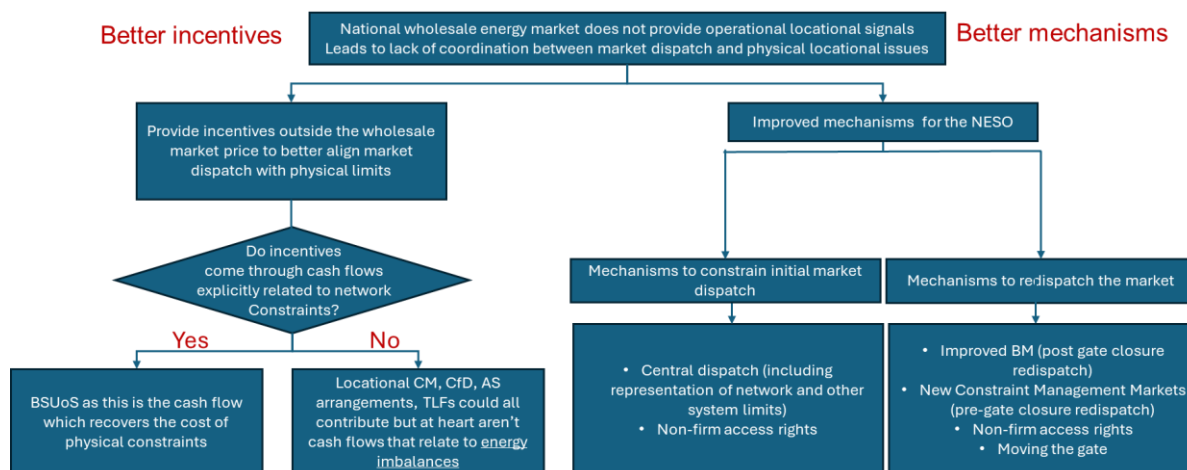 Better incentives
National wholesale energy market does not provide operational locational signals
Leads to lack of coordination between market dispatch and physical locational issues
Better mechanisms
Provide incentives outside the wholesale
market price to better align market
dispatch with physical limits
Improved mechanisms for the NESO
Do incentives
come through cash flows
explicitly related to network
Constraints?
Mechanisms to constrain initial market
dispatch
Mechanisms to redispatch the market
Yes
No
BSUoS as this is the cash flow
which recovers the cost of
physical constraints
Locational CM, CfD, AS
arrangements, TLFs could all
contribute but at heart aren't
cash flows that relate to energy
imbalances
• Central dispatch (including
representation of network and other
system limits)
• Non-firm access rights
• Improved BM (post gate closure
redispatch)
• New Constraint Management Markets
(pre-gate closure redispatch)
• Non-firm access rights
• Moving the gate